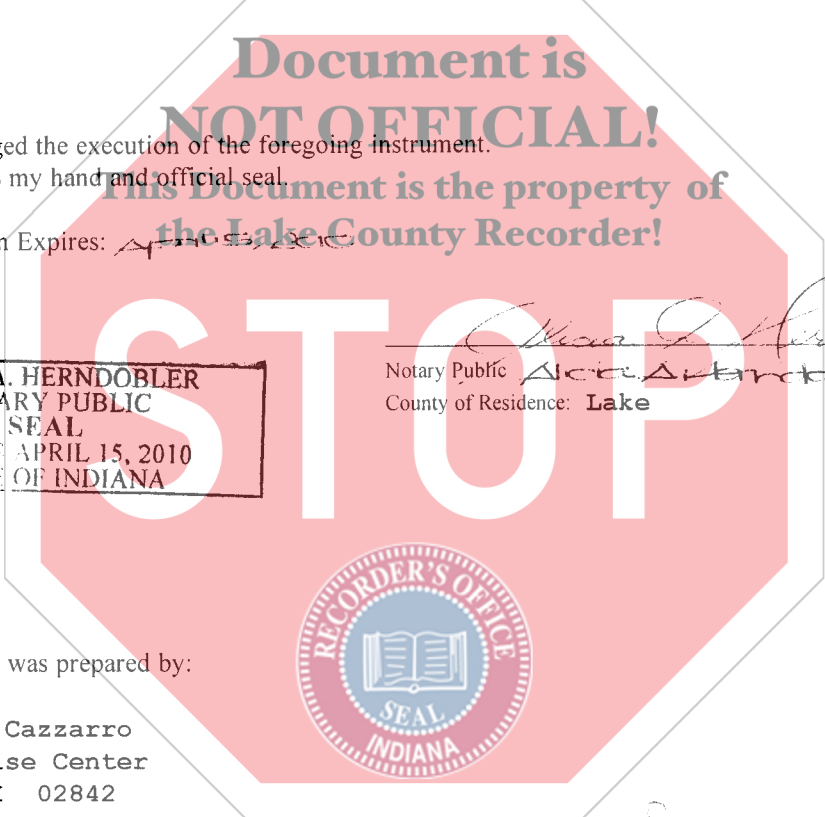 Document is
NOT OFFICIAL!
ged the execution of the foregoing instrument.
my hand and official seal.
This Document is the property of
the Lake County Recorder!
n Expires:
STOP
A. HERNDOBLER
ARY PUBLIC
SEAL
APRIL 15, 2010
OF INDIANA
Notary Public
County of Residence: Lake
RECORDER'S OFFICE
SEAL
INDIANA
was prepared by:
Cazzarro
ise Center
02842